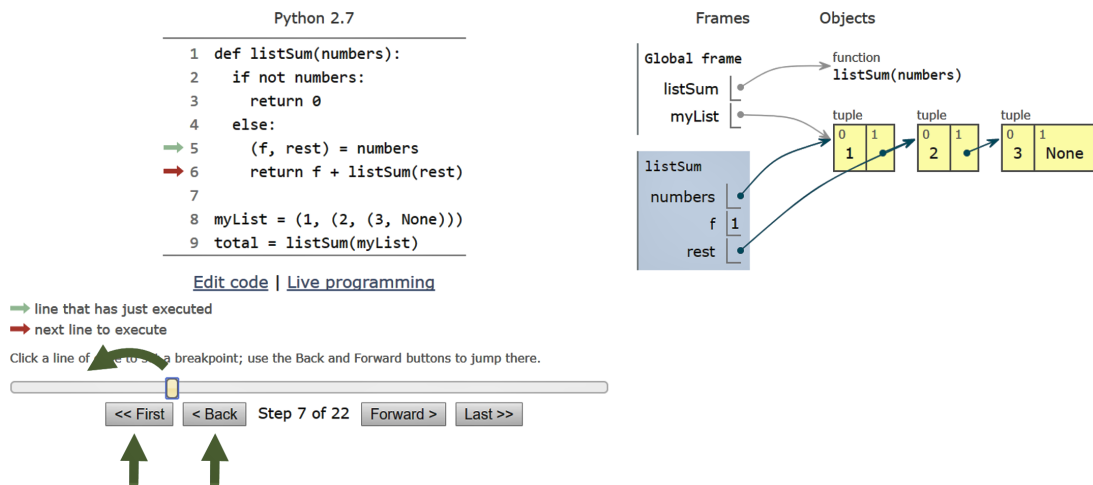 Python 2.7
1 def listSum(numbers):
2   if not numbers:
3     return 0
4   else:
5     (f, rest) = numbers
6     return f + listSum(rest)
7
8 myList = (1, (2, (3, None)))
9 total = listSum(myList)
Edit code | Live programming
line that has just executed
next line to execute
Click a line of to a breakpoint; use the Back and Forward buttons to jump there.
<< First < Back Step 7 of 22 Forward > Last >>
Frames Objects
Global frame
listSum
myList
function
listSum(numbers)
tuple tuple tuple
0 1 0 1 0 1
1 2 3 None
listSum
numbers
f 1
rest